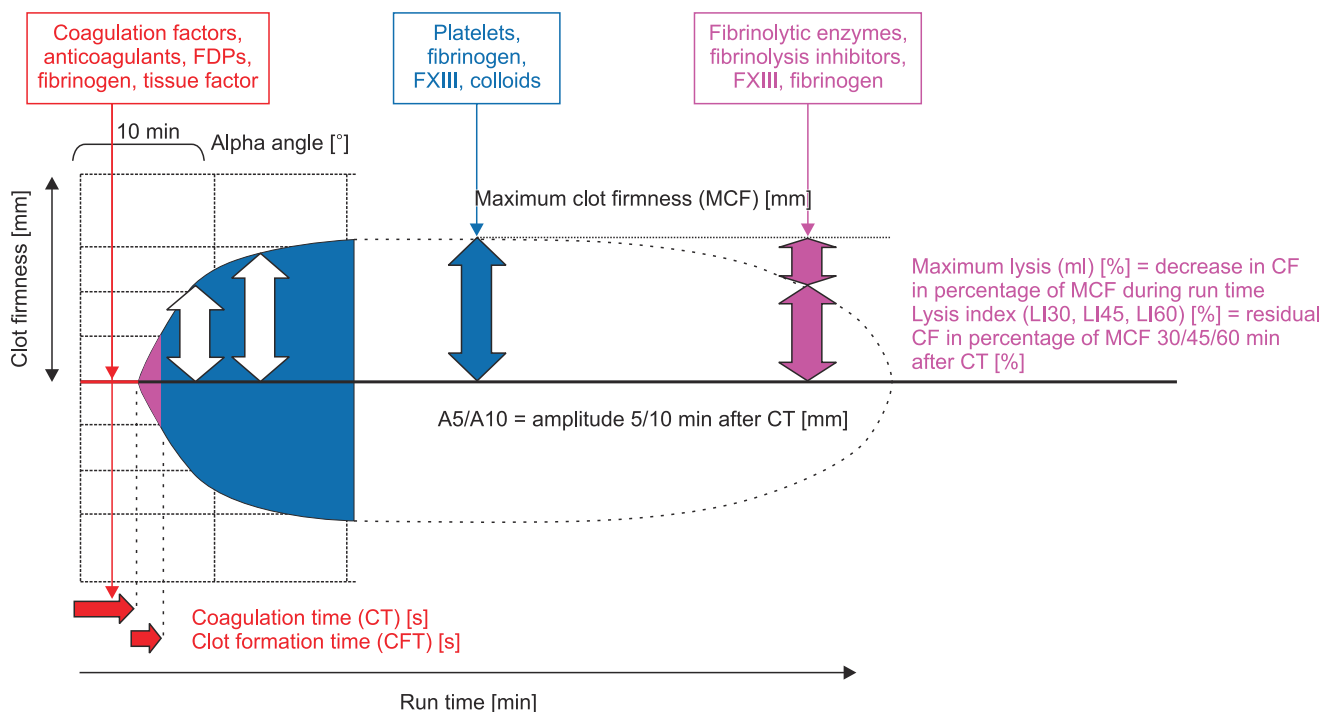 Coagulation factors,
anticoagulants, FDPs,
fibrinogen, tissue factor
Platelets,
fibrinogen,
FXIII, colloids
Fibrinolytic enzymes,
fibrinolysis inhibitors,
FXIII, fibrinogen
10 min
Alpha angle [°]
Clot firmness [mm]
Maximum clot firmness (MCF) [mm]
Maximum lysis (ml) [%] = decrease in CF
in percentage of MCF during run time
Lysis index (LI30, LI45, LI60) [%] = residual
CF in percentage of MCF 30/45/60 min
after CT [%]
A5/A10 = amplitude 5/10 min after CT [mm]
Coagulation time (CT) [s]
Clot formation time (CFT) [s]
Run time [min]